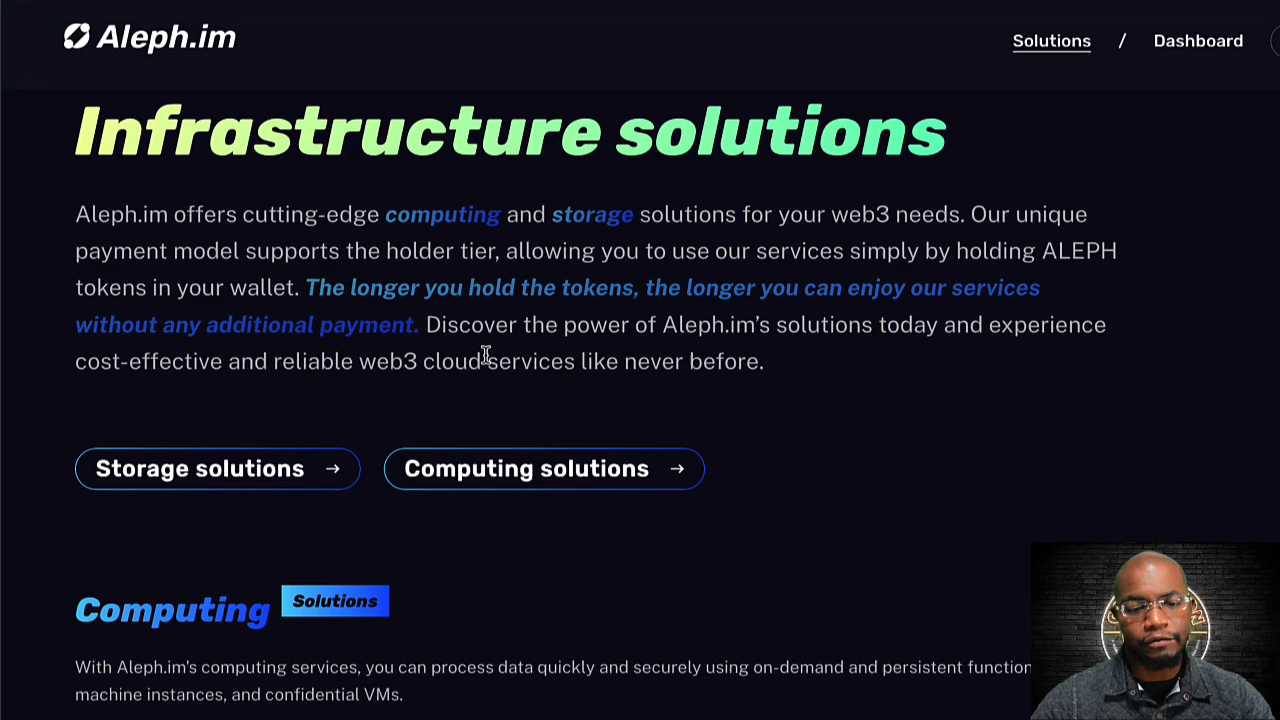 Aleph.im
Solutions / Dashboard
Infrastructure solutions
Aleph.im offers cutting-edge computing and storage solutions for your web3 needs. Our unique
payment model supports the holder tier, allowing you to use our services simply by holding ALEPH
tokens in your wallet. The longer you hold the tokens, the longer you can enjoy our services
without any additional payment. Discover the power of Aleph.im’s solutions today and experience
cost-effective and reliable web3 cloud services like never before.
Storage solutions →
Computing solutions →
Computing Solutions
With Aleph.im's computing services, you can process data quickly and securely using on-demand and persistent
machine instances, and confidential VMs.